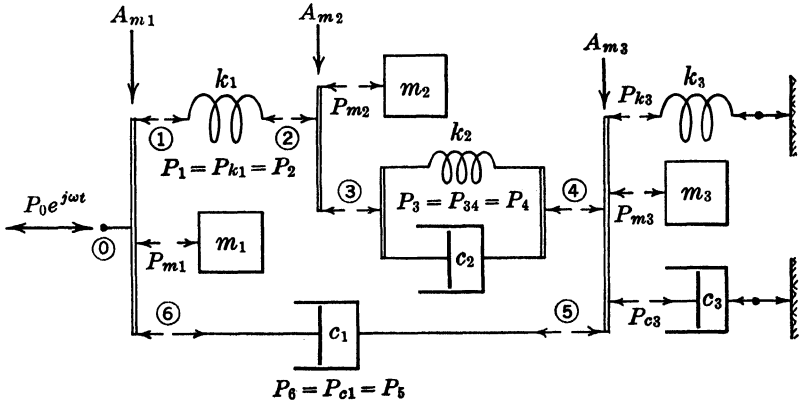 A_{m1}
A_{m2}
A_{m3}
k_1
k_3
P_{k3}
P_{m2}
m_2
① ②
P_1 = P_{k1} = P_2
k_2
P_0e^{jωt}
③ ④
P_3 = P_{34} = P_4
m_3
P_{m3}
⓪
m_1
P_{m1}
c_2
c_3
P_{c3}
⑥ ⑤
c_1
P_6 = P_{c1} = P_5